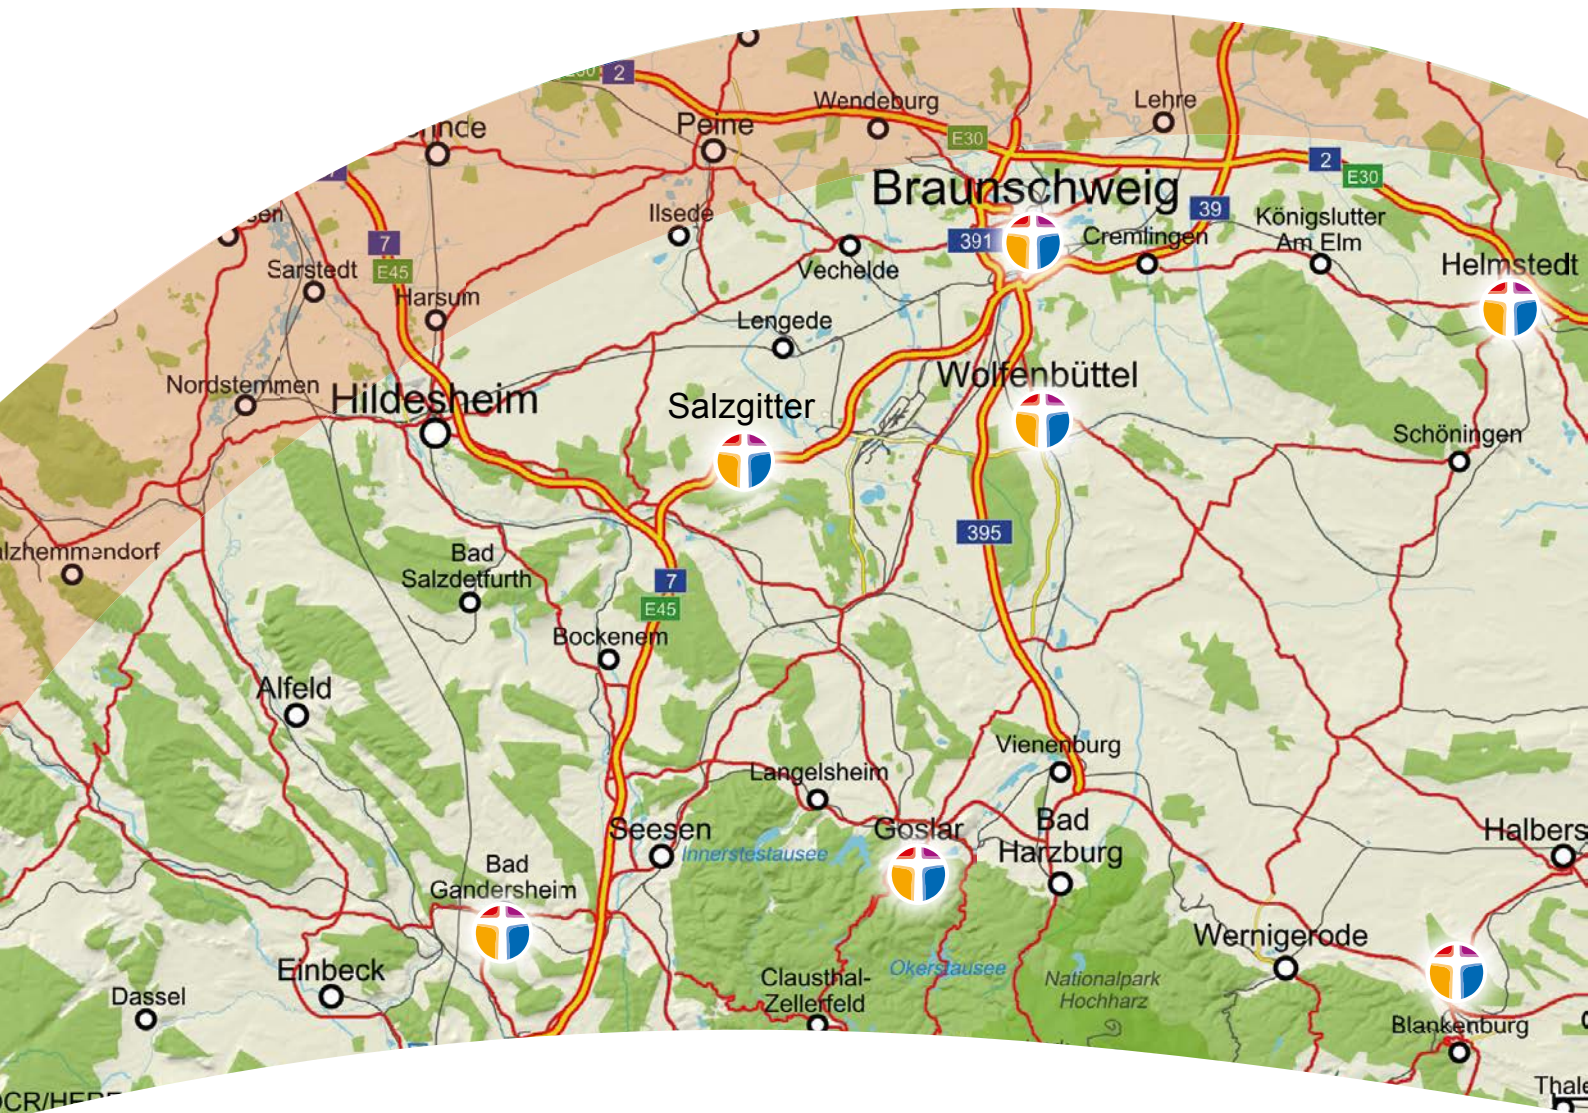 2
Wendeburg
Lehre
Peine
E30
2
E30
Braunschweig
Ilsede
39
Königslutter
Am Elm
7
391
Cremlingen
Vechelde
Helmstedt
Sarstedt
E45
Harsum
Lengede
Nordstemmen
Hildesheim
Wolfenbüttel
Salzgitter
Schöningen
395
lzhemmendorf
Bad
Salzdetfurth
7
E45
Bockenem
Alfeld
Vienenburg
Langelsheim
Seesen
Goslar
Bad
Harzburg
Halbers
Innerstestausee
Bad
Gandersheim
Wernigerode
Einbeck
Okerstausee
Clausthal-
Zellerfeld
Nationalpark
Hochharz
Dassel
Blankenburg
Thale